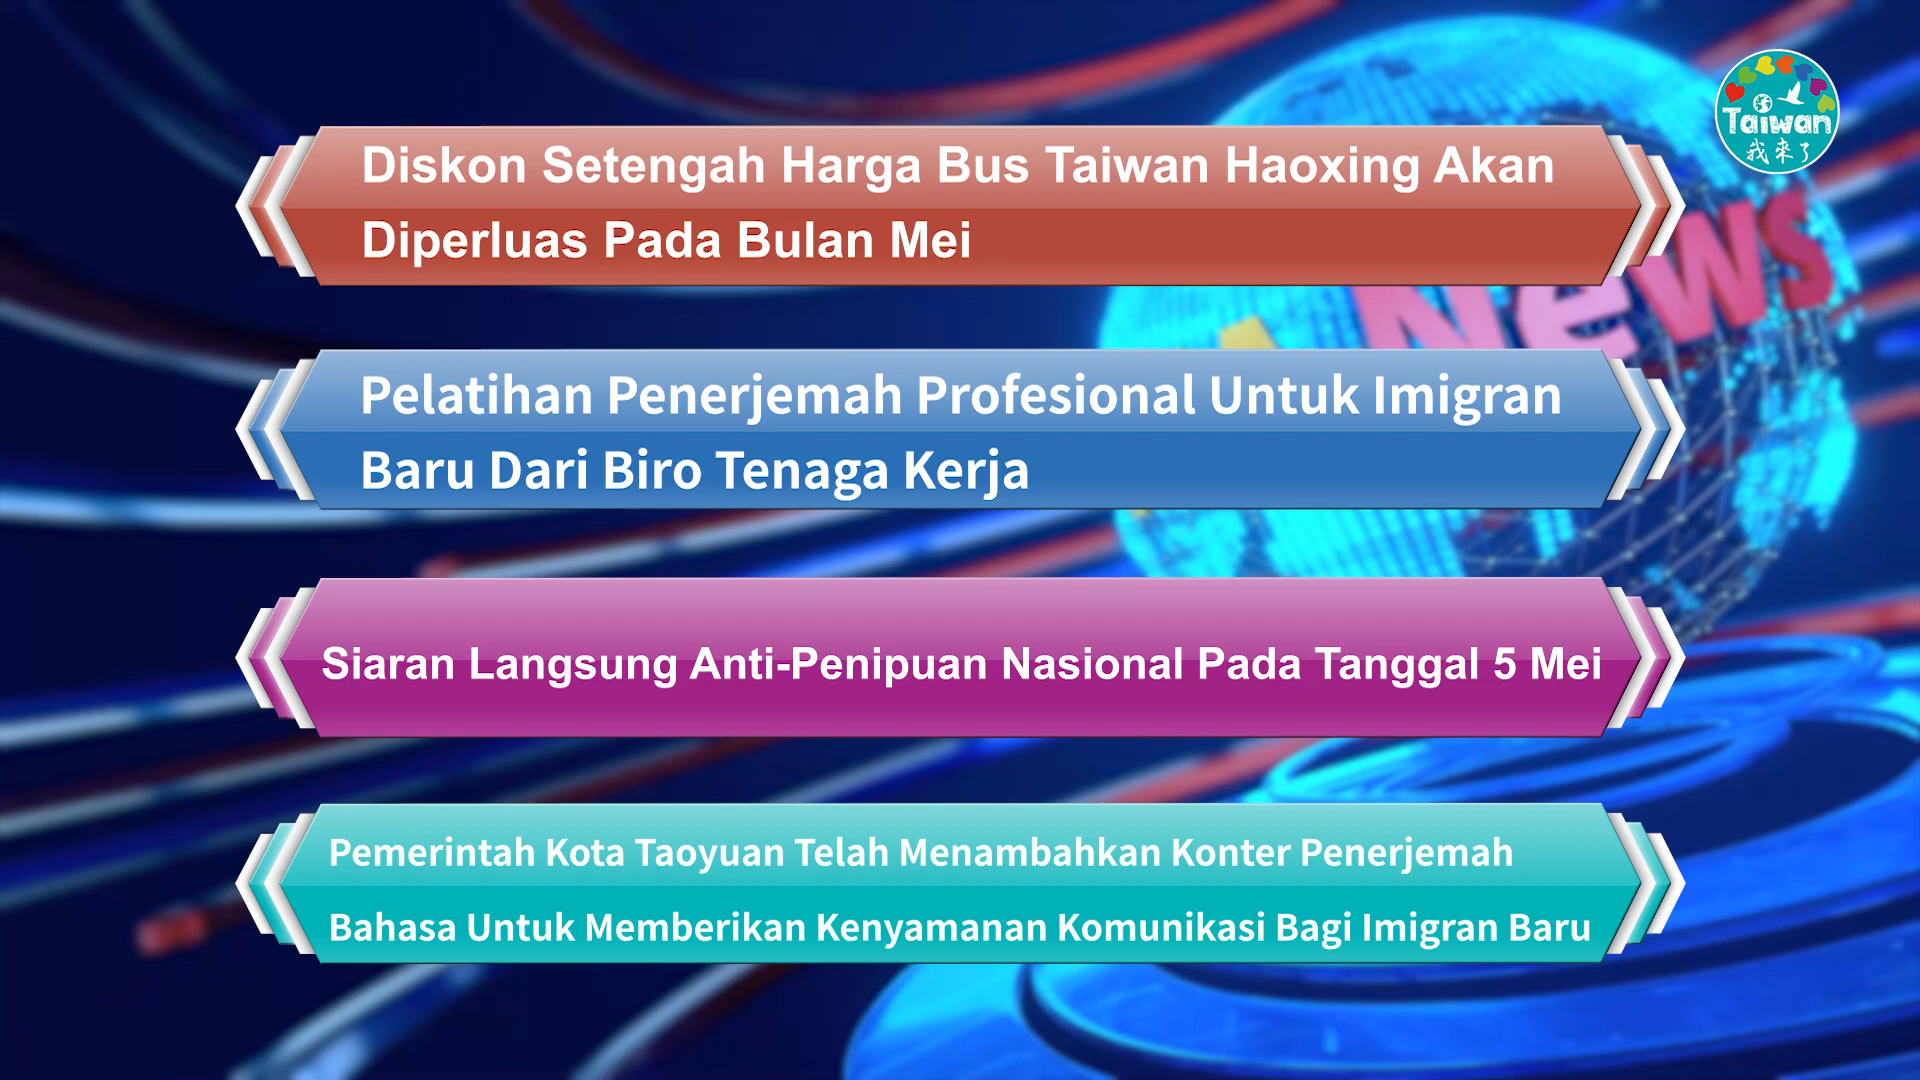 Taiwan
我來了
Diskon Setengah Harga Bus Taiwan Haoxing Akan
Diperluas Pada Bulan Mei
News
Pelatihan Penerjemah Profesional Untuk Imigran
Baru Dari Biro Tenaga Kerja
Siaran Langsung Anti-Penipuan Nasional Pada Tanggal 5 Mei
Pemerintah Kota Taoyuan Telah Menambahkan Konter Penerjemah
Bahasa Untuk Memberikan Kenyamanan Komunikasi Bagi Imigran Baru